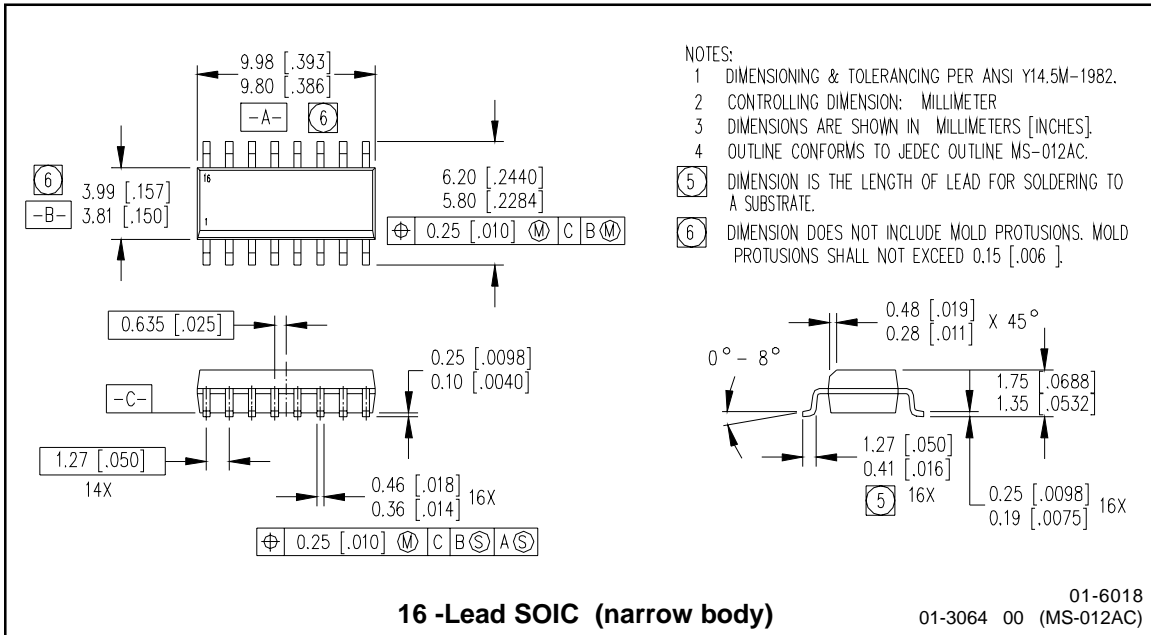 9.98 [.393]
9.80 [.386]
-A- 6
16
1
6
3.99 [.157]
-B- 3.81 [.150]
6.20 [.2440]
5.80 [.2284]
⌖ 0.25 [.010] Ⓜ C B Ⓜ
NOTES:
1 DIMENSIONING & TOLERANCING PER ANSI Y14.5M-1982.
2 CONTROLLING DIMENSION: MILLIMETER
3 DIMENSIONS ARE SHOWN IN MILLIMETERS [INCHES].
4 OUTLINE CONFORMS TO JEDEC OUTLINE MS-012AC.
5 DIMENSION IS THE LENGTH OF LEAD FOR SOLDERING TO
A SUBSTRATE.
6 DIMENSION DOES NOT INCLUDE MOLD PROTUSIONS. MOLD
PROTUSIONS SHALL NOT EXCEED 0.15 [.006 ].
0.635 [.025]
0.25 [.0098]
0.10 [.0040]
-C-
1.27 [.050]
14X
0.46 [.018]
0.36 [.014] 16X
⌖ 0.25 [.010] Ⓜ C B Ⓢ A Ⓢ
0.48 [.019]
0.28 [.011] X 45°
0° - 8°
1.75 [.0688]
1.35 [.0532]
1.27 [.050]
0.41 [.016]
5 16X
0.25 [.0098]
0.19 [.0075] 16X
16 -Lead SOIC (narrow body)
01-6018
01-3064 00 (MS-012AC)